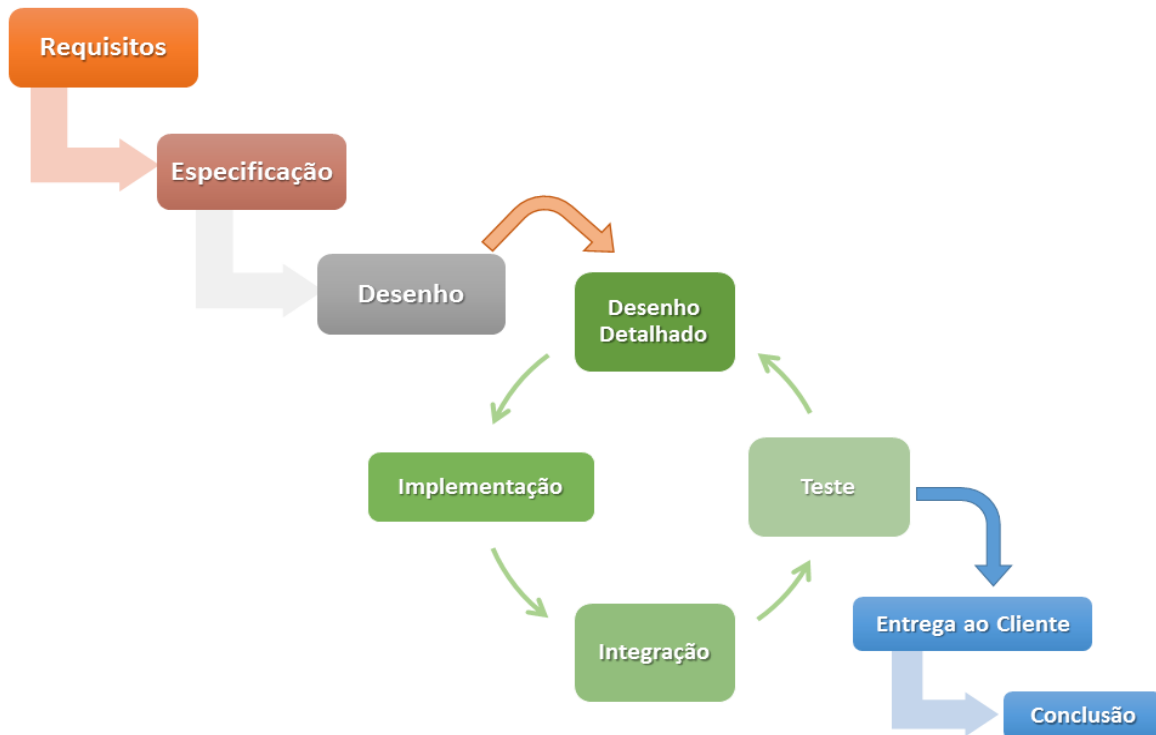 Requisitos
Especificação
Desenho
Desenho
Detalhado
Implementação
Teste
Integração
Entrega ao Cliente
Conclusão